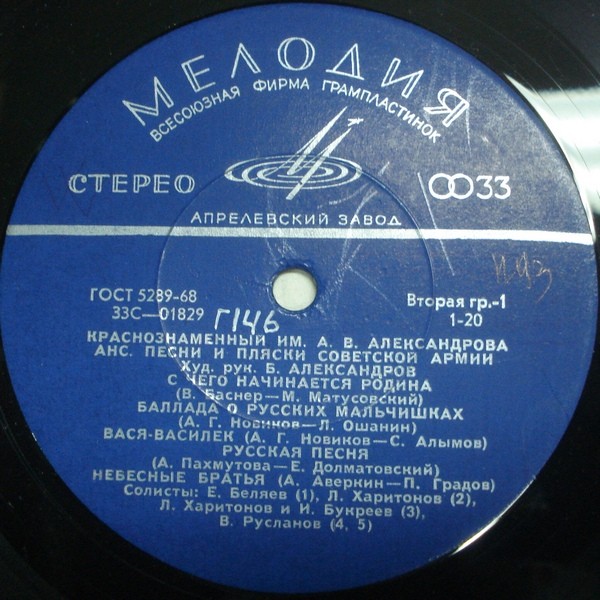 МЕЛОДИЯ
ВСЕСОЮЗНАЯ ФИРМА ГРАМПЛАСТИНОК
СТЕРЕО
33
АПРЕЛЕВСКИЙ ЗАВОД
ГОСТ 5289-68
Вторая гр.-1
33С—01829
Г146
1-20
КРАСНОЗНАМЕННЫЙ ИМ. А. В. АЛЕКСАНДРОВА
АНС. ПЕСНИ И ПЛЯСКИ СОВЕТСКОЙ АРМИИ
Худ. рук. Б. АЛЕКСАНДРОВ
С ЧЕГО НАЧИНАЕТСЯ РОДИНА
(В. Баснер—М. Матусовский)
БАЛЛАДА О РУССКИХ МАЛЬЧИШКАХ
(А. Г. Новиков—Л. Ошанин)
ВАСЯ-ВАСИЛЕК (А. Г. Новиков—С. Алымов)
РУССКАЯ ПЕСНЯ
(А. Пахмутова—Е. Долматовский)
НЕБЕСНЫЕ БРАТЬЯ (А. Аверкин—П. Градов)
Солисты: Е. Беляев (1), Л. Харитонов (2),
Л. Харитонов и И. Букреев (3),
В. Русланов (4, 5)